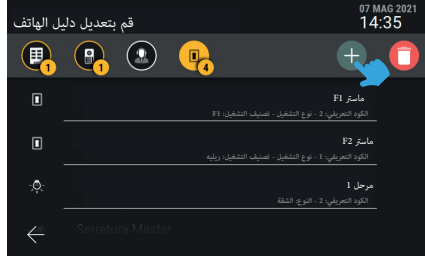 07 MAG 2021
14:35
قم بتعديل دليل الهاتف
1
1
4
ماستر F1
الكود التعريفي: 2 - نوع التشغيل - تصنيف التشغيل: F1
ماستر F2
الكود التعريفي: 1 - نوع التشغيل - تصنيف التشغيل: ريليه
مرحل 1
الكود التعريفي: 2 - النوع: الشقة
Serratura Master